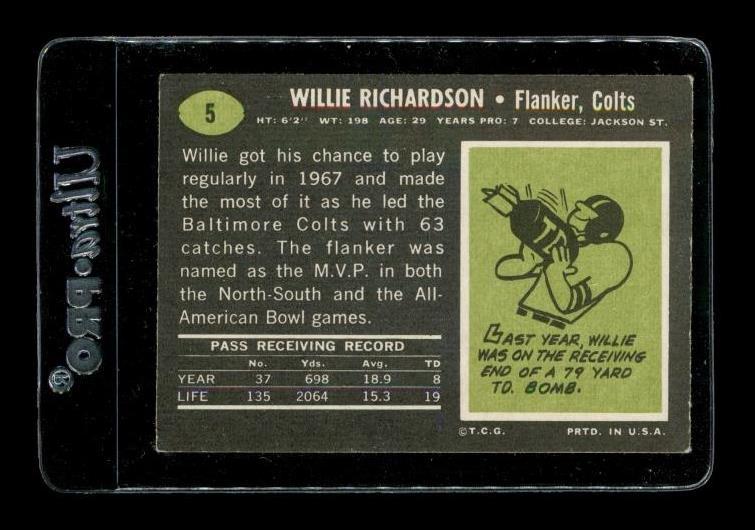 5
WILLIE RICHARDSON • Flanker, Colts
HT: 6'2" WT: 198 AGE: 29 YEARS PRO: 7 COLLEGE: JACKSON ST.
Willie got his chance to play
regularly in 1967 and made
the most of it as he led the
Baltimore Colts with 63
catches. The flanker was
named as the M.V.P. in both
the North-South and the All-
American Bowl games.
PASS RECEIVING RECORD
No. Yds. Avg. TD
YEAR 37 698 18.9 8
LIFE 135 2064 15.3 19
LAST YEAR, WILLIE
WAS ON THE RECEIVING
END OF A 79 YARD
TD. BOMB.
©T.C.G. PRTD. IN U.S.A.
Ultra·PRO®